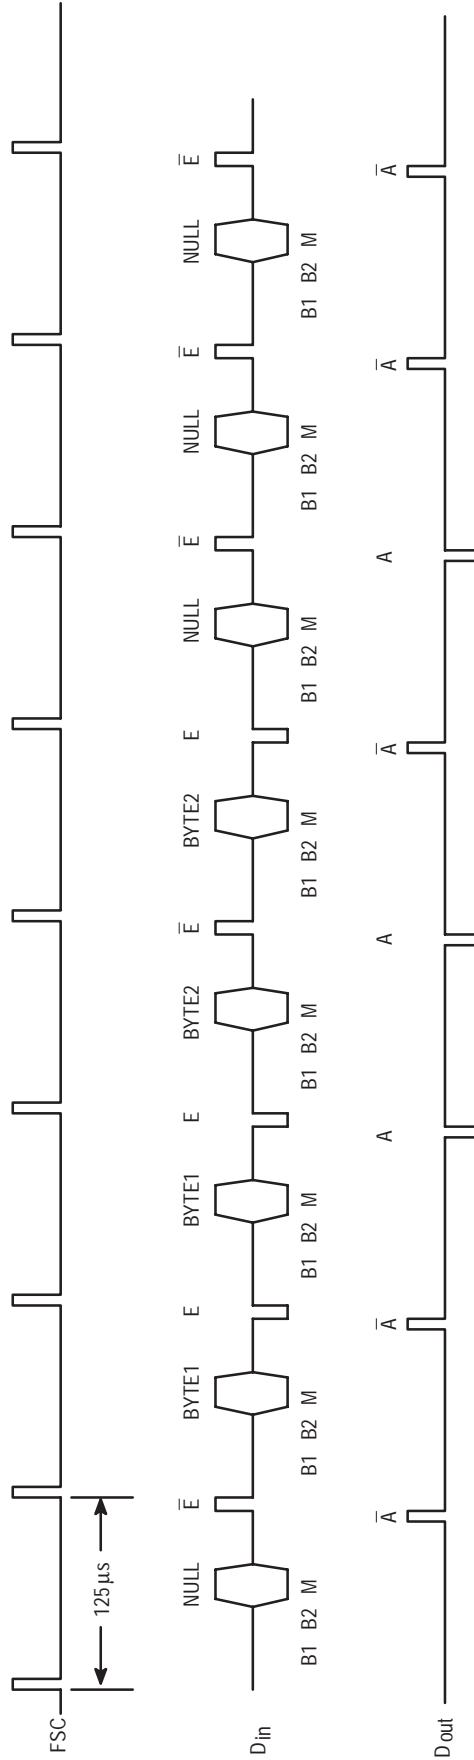 FSC
125 µs
NULL E̅ BYTE1 E BYTE1 E BYTE2 E̅ BYTE2 E NULL E̅ NULL E̅ NULL E̅
Din
B1 B2 M B1 B2 M B1 B2 M B1 B2 M B1 B2 M B1 B2 M B1 B2 M B1 B2 M
A̅ A̅ A A A̅ A A̅ A̅
Dout